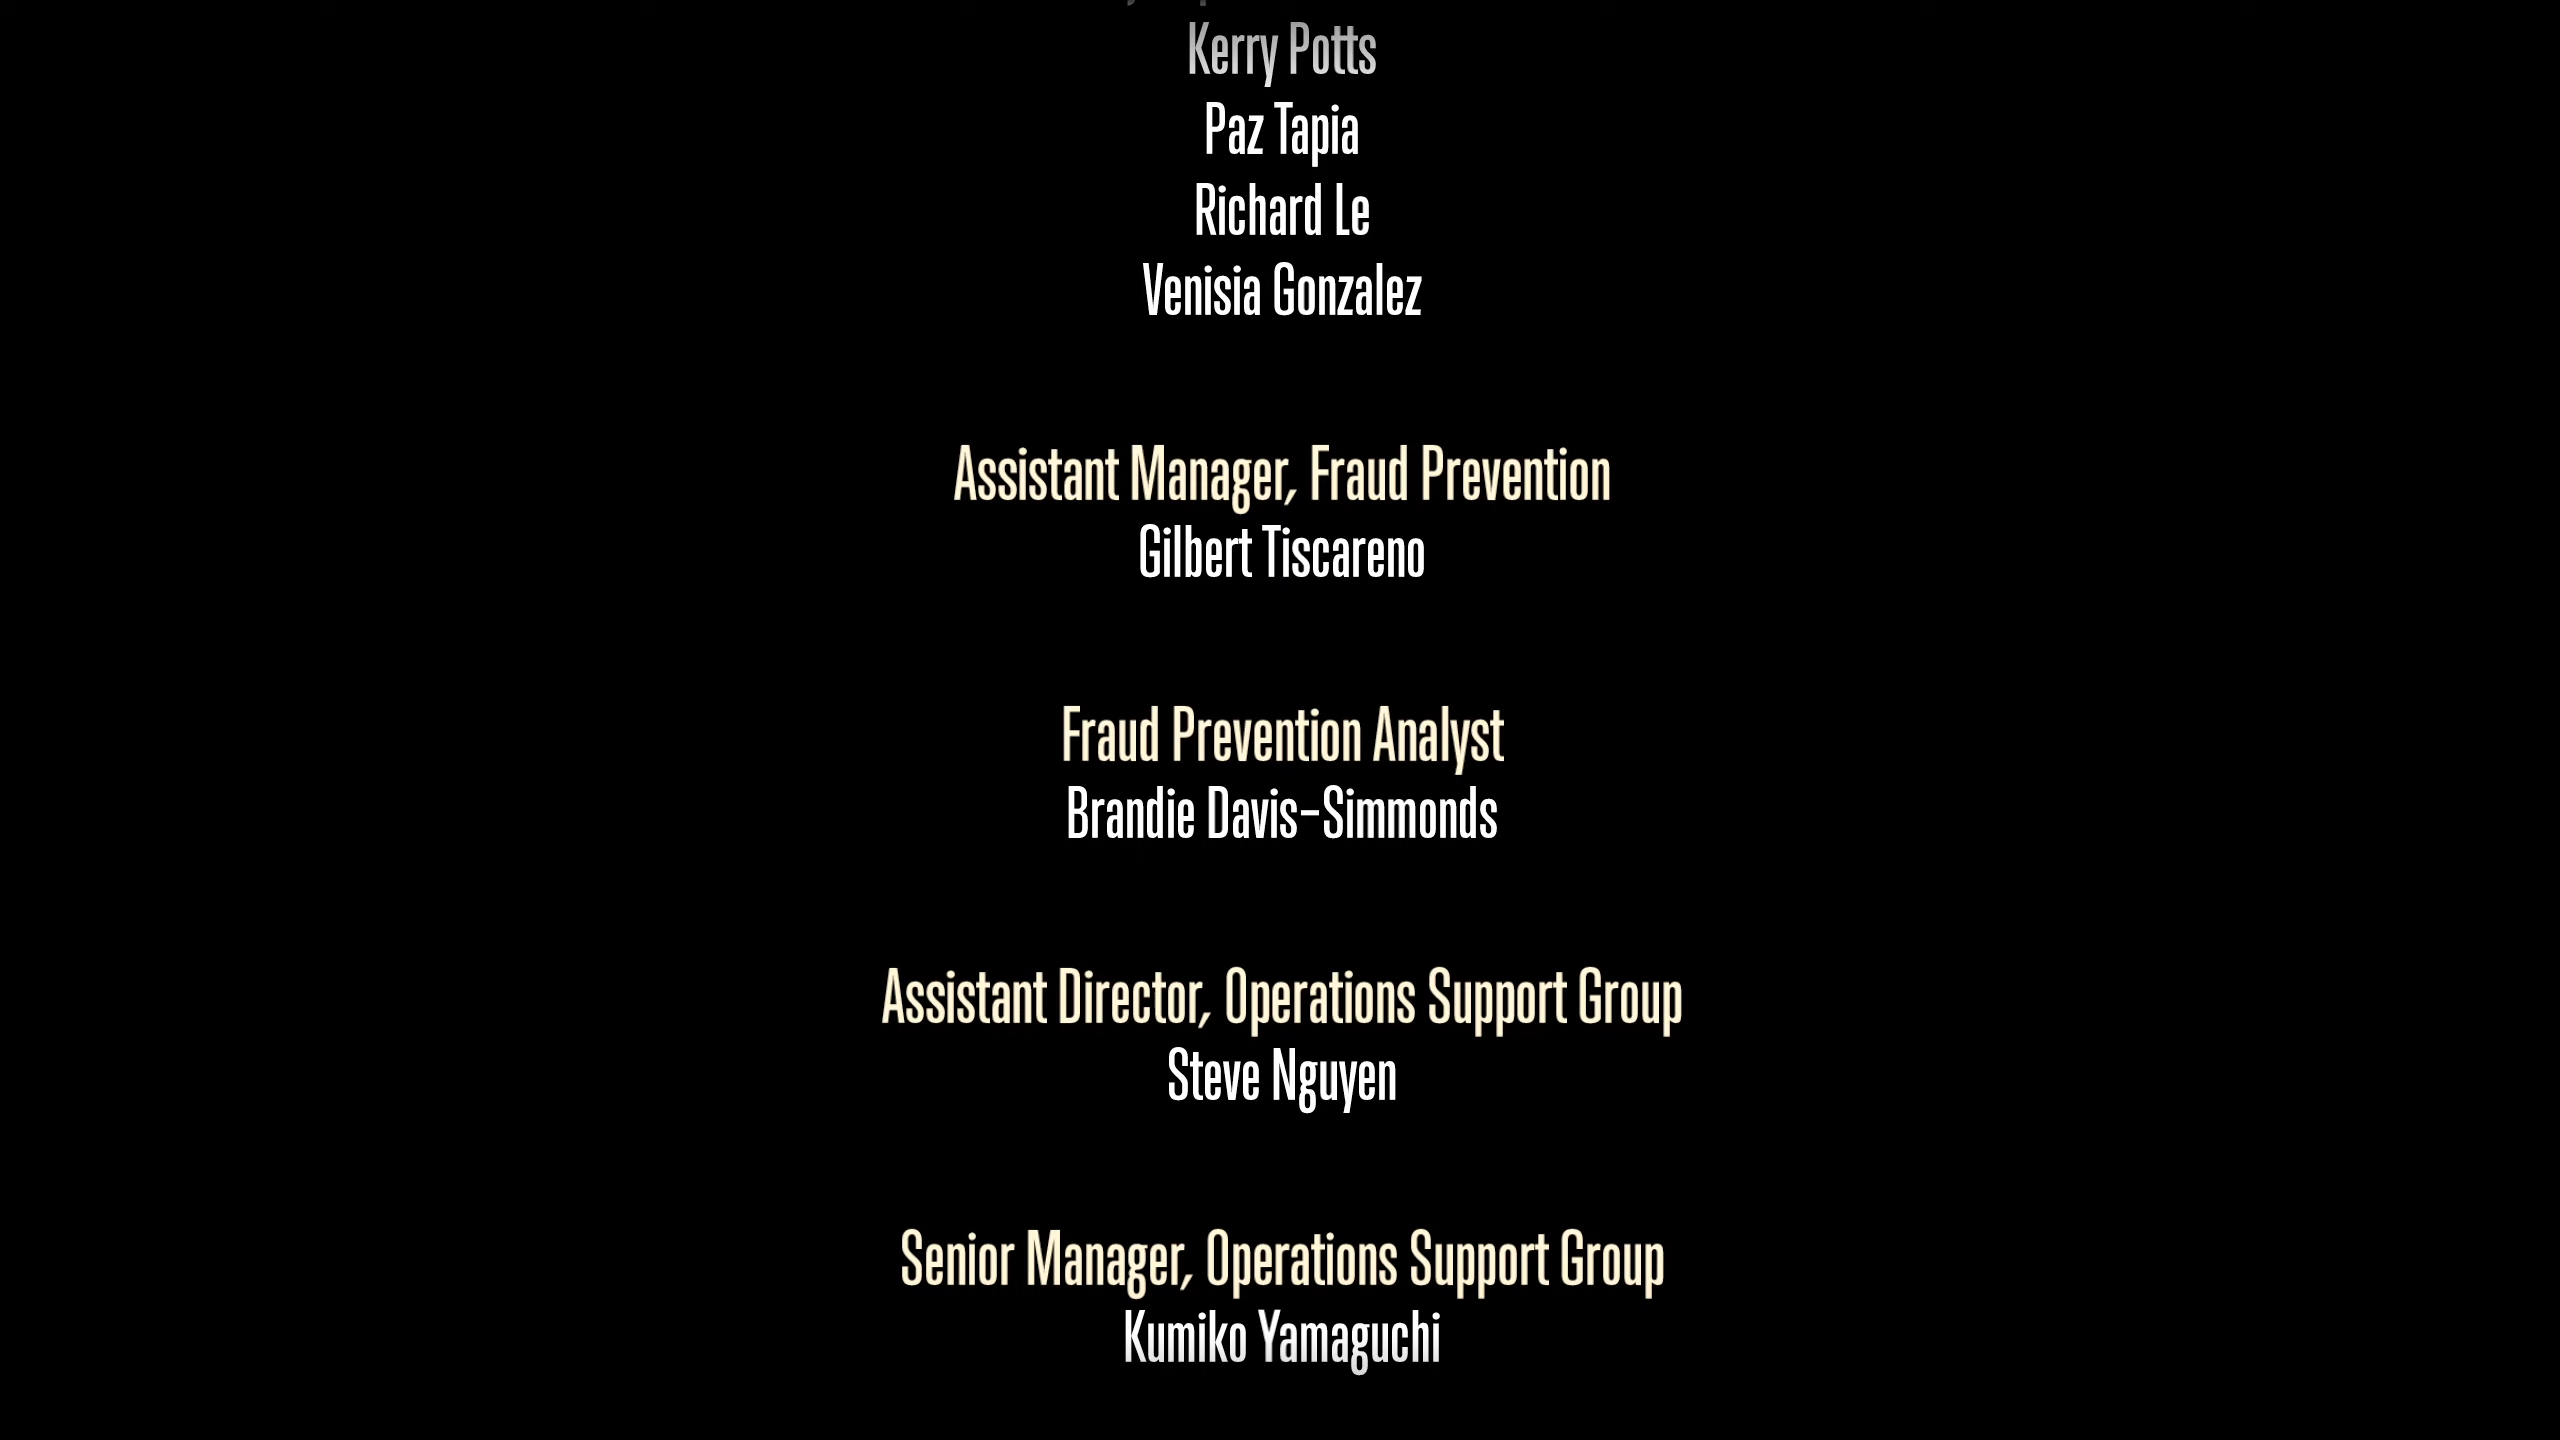 Kerry Potts
Paz Tapia
Richard Le
Venisia Gonzalez
Assistant Manager, Fraud Prevention
Gilbert Tiscareno
Fraud Prevention Analyst
Brandie Davis-Simmonds
Assistant Director, Operations Support Group
Steve Nguyen
Senior Manager, Operations Support Group
Kumiko Yamaguchi